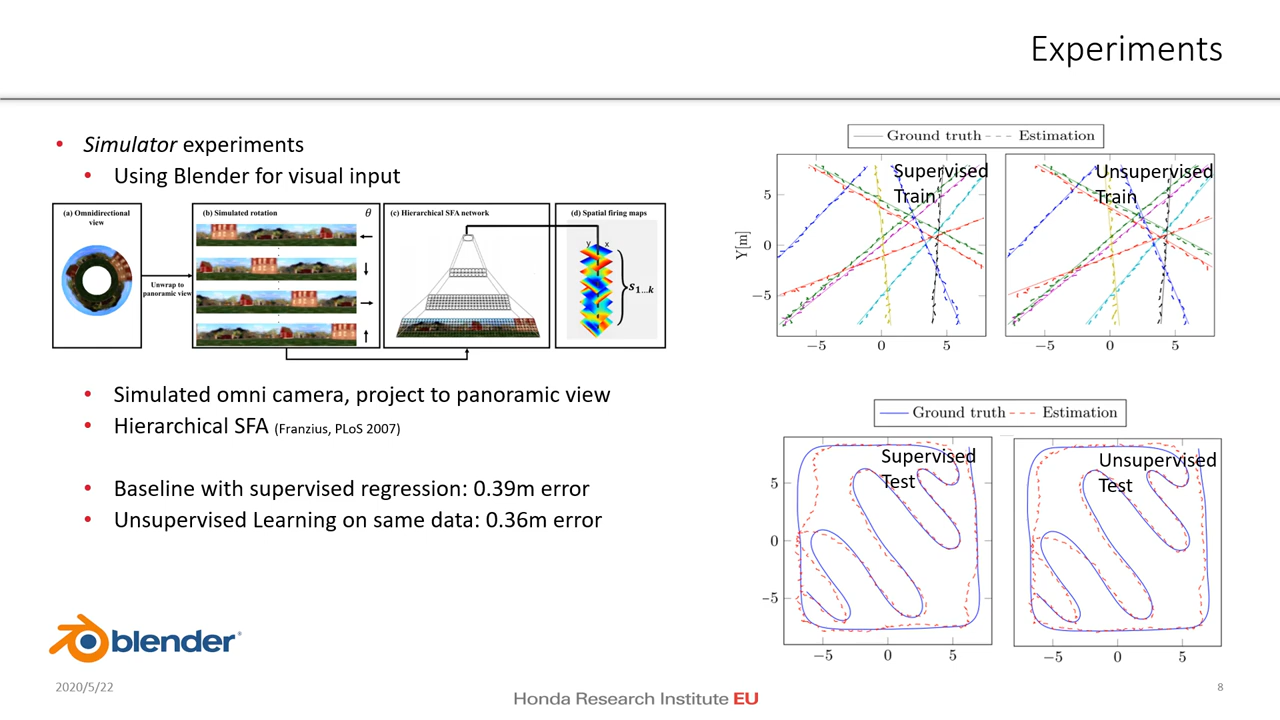 Experiments
• Simulator experiments
• Using Blender for visual input
(a) Omnidirectional
view
Unwrap to
panoramic view
(b) Simulated rotation
θ
(c) Hierarchical SFA network
(d) Spatial firing maps
y x
s1...k
• Simulated omni camera, project to panoramic view
• Hierarchical SFA (Franzius, PLoS 2007)
• Baseline with supervised regression: 0.39m error
• Unsupervised Learning on same data: 0.36m error
Ground truth Estimation
Supervised
Train
Unsupervised
Train
Y[m]
5
0
−5
−5 0 5
−5 0 5
Ground truth Estimation
Supervised
Test
Unsupervised
Test
5
0
−5
−5 0 5
−5 0 5
blender®
2020/5/22
Honda Research Institute EU
8